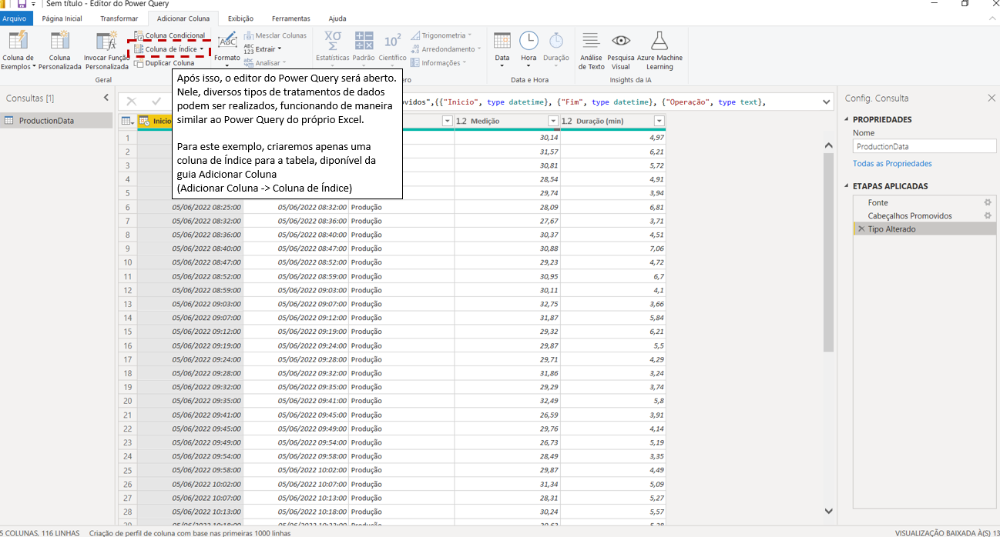 Sem título - Editor do Power Query
Arquivo Página Inicial Transformar Adicionar Coluna Exibição Ferramentas Ajuda
Coluna de Exemplos
Coluna Personalizada
Invocar Função Personalizada
Coluna Condicional
Coluna de Índice
Duplicar Coluna
Geral
Formato
Mesclar Colunas
Extrair
Analisar
Estatísticas
Padrão
Científico
Trigonometria
Arredondamento
Informações
Data
Hora
Duração
Data e Hora
Análise de Texto
Pesquisa Visual
Azure Machine Learning
Insights da IA
Após isso, o editor do Power Query será aberto.
Nele, diversos tipos de tratamentos de dados
podem ser realizados, funcionando de maneira
similar ao Power Query do próprio Excel.
Para este exemplo, criaremos apenas uma
coluna de Índice para a tabela, diponível da
guia Adicionar Coluna
(Adicionar Coluna -> Coluna de Índice)
Consultas [1]
ProductionData
ovidos",{{"Inicio", type datetime}, {"Fim", type datetime}, {"Operação", type text},
Inicio 1.2 Medição 1.2 Duração (min)
1 30,14 4,97
2 31,57 6,21
3 30,81 5,72
4 28,54 4,91
5 29,74 3,94
6 05/06/2022 08:25:00 05/06/2022 08:32:00 Produção 28,09 6,81
7 05/06/2022 08:32:00 05/06/2022 08:36:00 Produção 27,67 3,71
8 05/06/2022 08:36:00 05/06/2022 08:40:00 Produção 30,37 4,51
9 05/06/2022 08:40:00 05/06/2022 08:47:00 Produção 30,88 7,06
10 05/06/2022 08:47:00 05/06/2022 08:52:00 Produção 29,23 4,72
11 05/06/2022 08:52:00 05/06/2022 08:59:00 Produção 30,95 6,7
12 05/06/2022 08:59:00 05/06/2022 09:03:00 Produção 30,11 4,1
13 05/06/2022 09:03:00 05/06/2022 09:07:00 Produção 32,75 3,66
14 05/06/2022 09:07:00 05/06/2022 09:12:00 Produção 31,87 5,84
15 05/06/2022 09:12:00 05/06/2022 09:19:00 Produção 29,32 6,21
16 05/06/2022 09:19:00 05/06/2022 09:24:00 Produção 29,87 5,5
17 05/06/2022 09:24:00 05/06/2022 09:28:00 Produção 29,71 4,29
18 05/06/2022 09:28:00 05/06/2022 09:32:00 Produção 31,86 3,24
19 05/06/2022 09:32:00 05/06/2022 09:35:00 Produção 29,29 3,74
20 05/06/2022 09:35:00 05/06/2022 09:41:00 Produção 32,49 5,8
21 05/06/2022 09:41:00 05/06/2022 09:45:00 Produção 26,59 3,91
22 05/06/2022 09:45:00 05/06/2022 09:49:00 Produção 29,76 4,14
23 05/06/2022 09:49:00 05/06/2022 09:54:00 Produção 26,73 5,19
24 05/06/2022 09:54:00 05/06/2022 09:58:00 Produção 28,49 3,35
25 05/06/2022 09:58:00 05/06/2022 10:02:00 Produção 29,87 4,49
26 05/06/2022 10:02:00 05/06/2022 10:07:00 Produção 31,34 5,09
27 05/06/2022 10:07:00 05/06/2022 10:13:00 Produção 28,31 5,27
28 05/06/2022 10:13:00 05/06/2022 10:18:00 Produção 30,24 5,57
Config. Consulta
PROPRIEDADES
Nome
ProductionData
Todas as Propriedades
ETAPAS APLICADAS
Fonte
Cabeçalhos Promovidos
Tipo Alterado
5 COLUNAS, 116 LINHAS Criação de perfil de coluna com base nas primeiras 1000 linhas VISUALIZAÇÃO BAIXADA À(S) 13